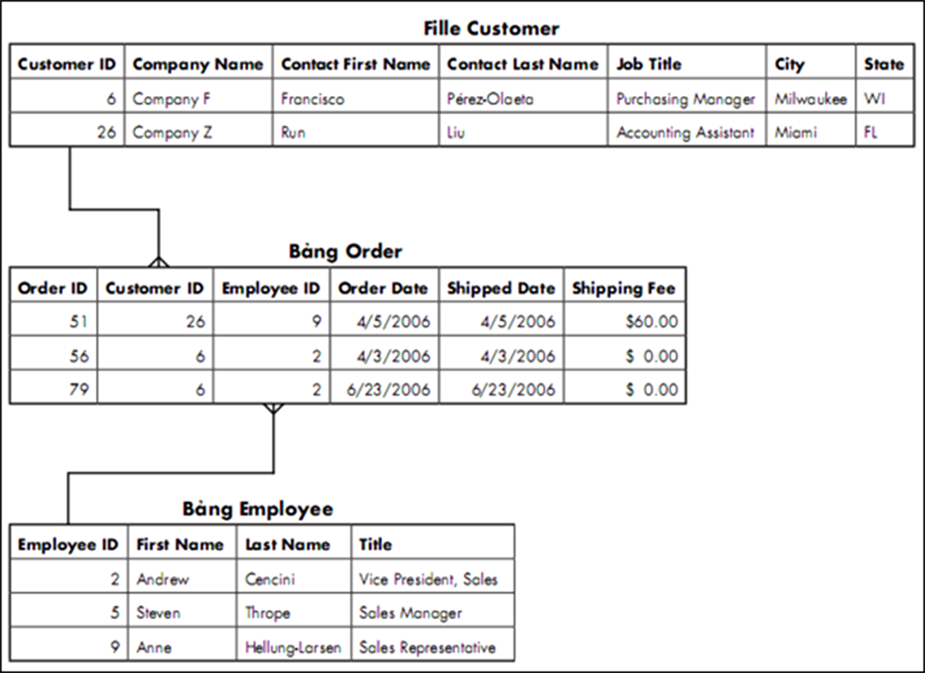 Fille Customer
Customer ID Company Name Contact First Name Contact Last Name Job Title City State
6 Company F Francisco Pérez-Olaeta Purchasing Manager Milwaukee WI
26 Company Z Run Liu Accounting Assistant Miami FL
Bảng Order
Order ID Customer ID Employee ID Order Date Shipped Date Shipping Fee
51 26 9 4/5/2006 4/5/2006 $60.00
56 6 2 4/3/2006 4/3/2006 $ 0.00
79 6 2 6/23/2006 6/23/2006 $ 0.00
Bảng Employee
Employee ID First Name Last Name Title
2 Andrew Cencini Vice President, Sales
5 Steven Thrope Sales Manager
9 Anne Hellung-Larsen Sales Representative